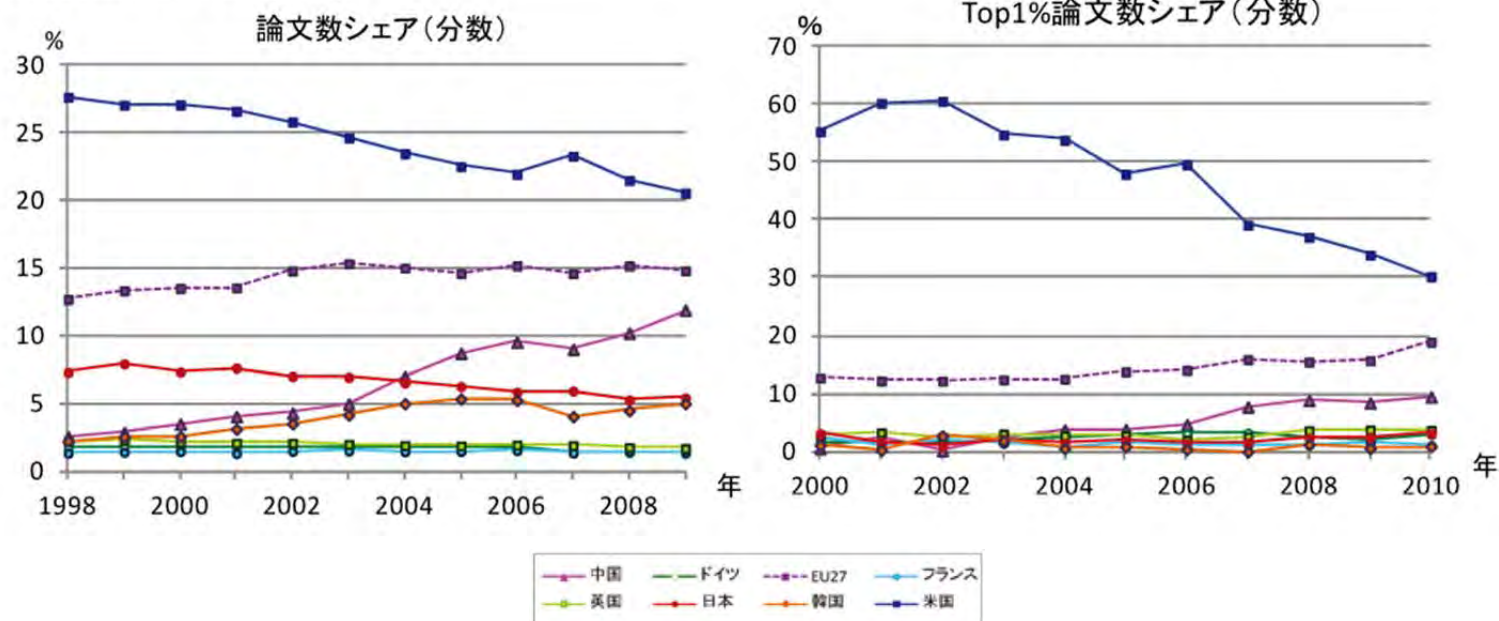 論文数シェア（分数）
%
30
25
20
15
10
5
0
1998 2000 2002 2004 2006 2008
年
Top1%論文数シェア（分数）
%
70
60
50
40
30
20
10
0
2000 2002 2004 2006 2008 2010
年
中国 ドイツ EU27 フランス
英国 日本 韓国 米国